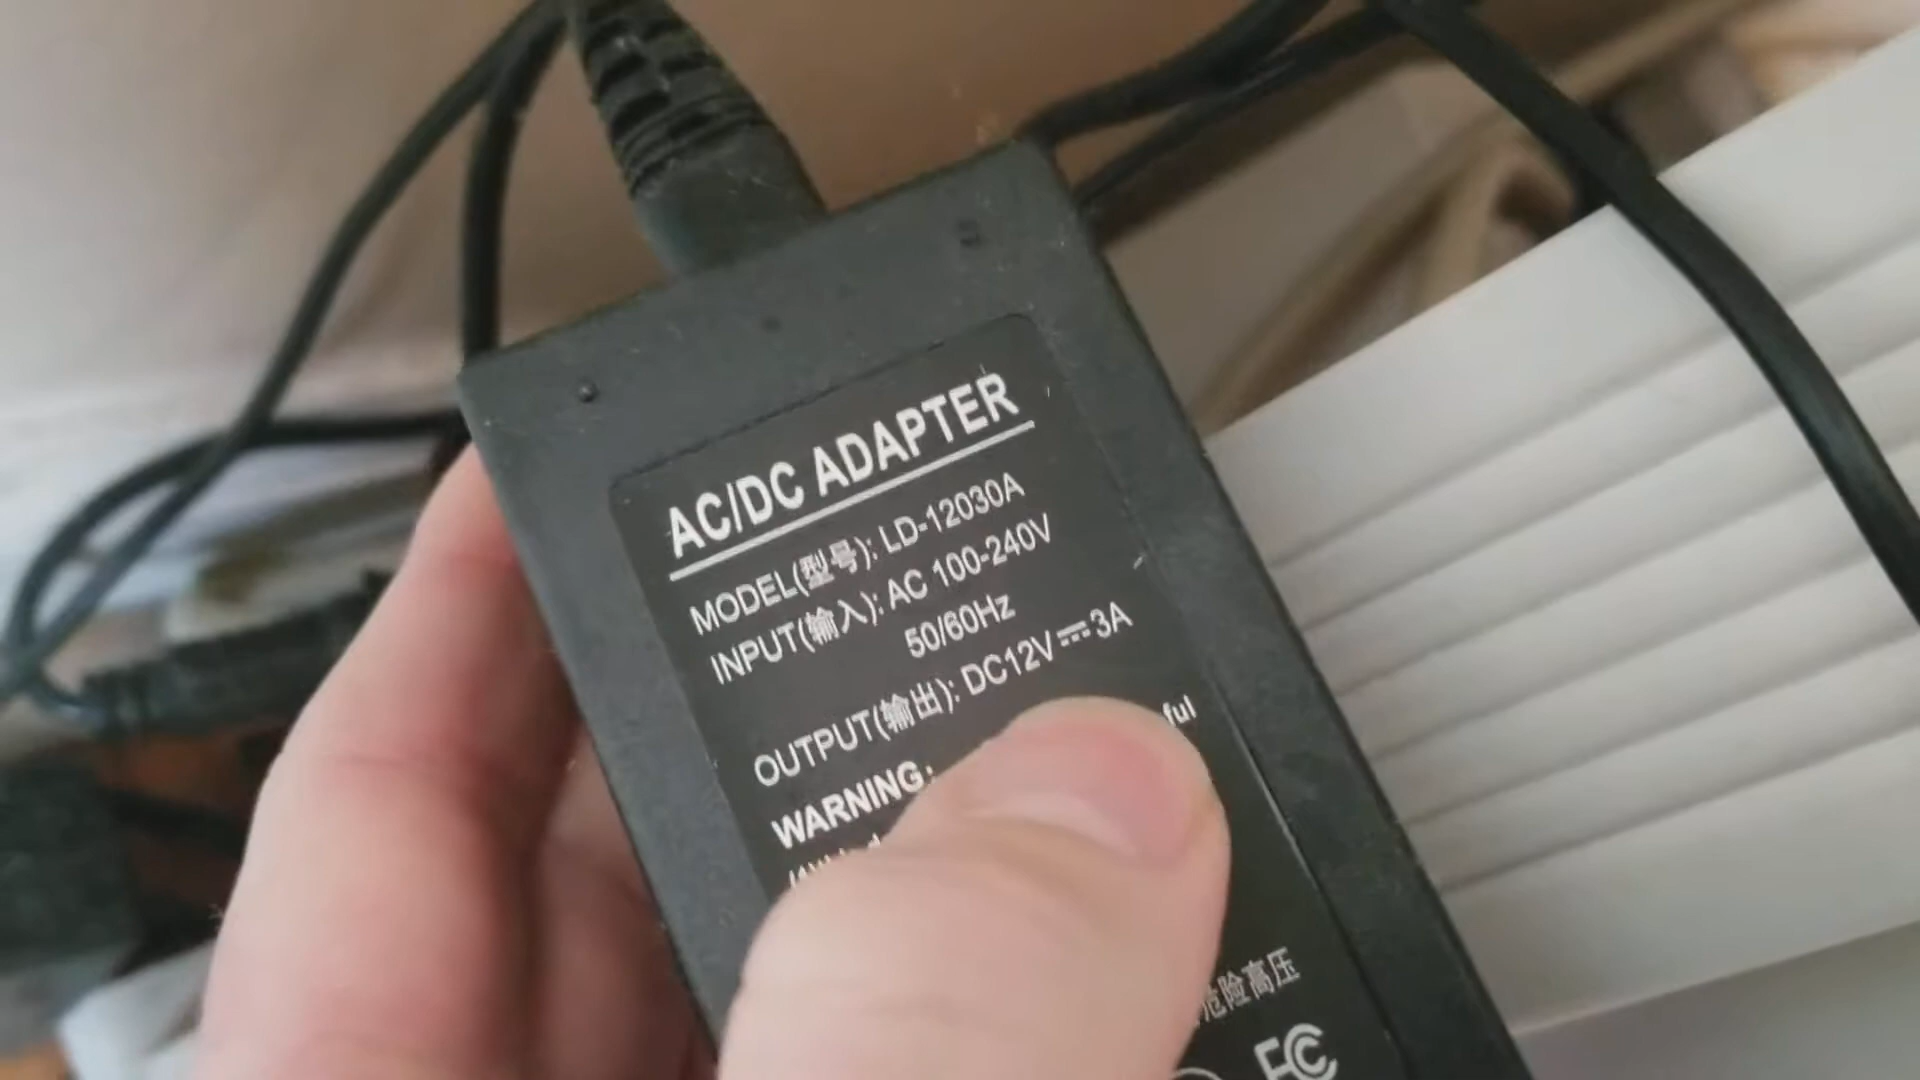 AC/DC ADAPTER
MODEL(型号): LD-12030A
INPUT(输入): AC 100-240V
50/60Hz
OUTPUT(输出): DC12V⎓3A
WARNING: ful
危险高压
FC